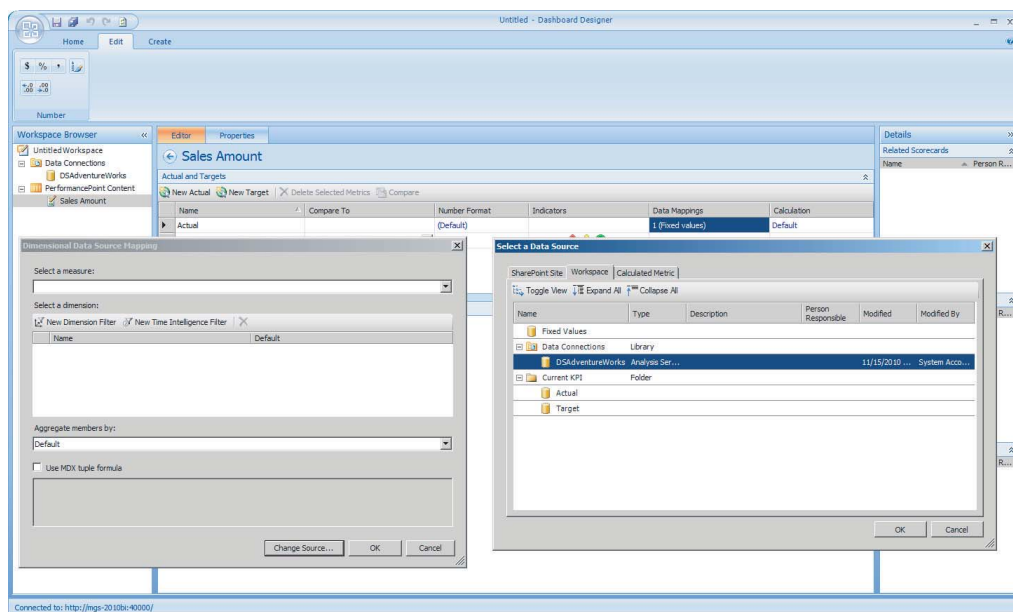 Untitled - Dashboard Designer
Home Edit Create
$ % ,
Number
Workspace Browser «
Untitled Workspace
Data Connections
DSAdventureWorks
PerformancePoint Content
Sales Amount
Editor Properties
Sales Amount
Actual and Targets
New Actual New Target Delete Selected Metrics Compare
Name Compare To Number Format Indicators Data Mappings Calculation
Actual (Default) 1 (Fixed values) Default
Details »
Related Scorecards
Name Person R...
R...
R...
Dimensional Data Source Mapping
Select a measure:
Select a dimension:
New Dimension Filter New Time Intelligence Filter
Name Default
Aggregate members by:
Default
Use MDX tuple formula
Change Source... OK Cancel
Select a Data Source
SharePoint Site Workspace Calculated Metric
Toggle View Expand All Collapse All
Name Type Description Person Responsible Modified Modified By
Fixed Values
Data Connections Library
DSAdventureWorks Analysis Ser... 11/15/2010 ... System Acco...
Current KPI Folder
Actual
Target
OK Cancel
Connected to: http://mgs-2010bi:40000/